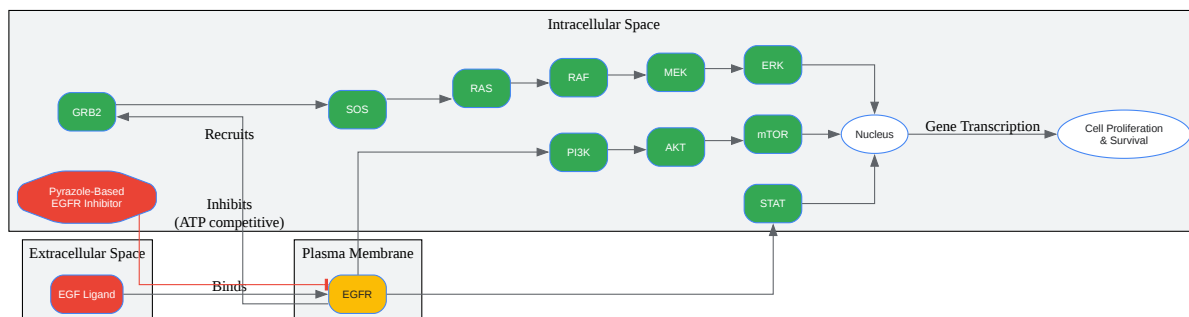 Intracellular Space
ERK
MEK
RAF
RAS
SOS
GRB2
Recruits
mTOR
AKT
PI3K
Nucleus
Gene Transcription
Cell Proliferation
& Survival
Pyrazole-Based
EGFR Inhibitor
Inhibits
(ATP competitive)
STAT
Extracellular Space
Plasma Membrane
EGF Ligand
Binds
EGFR